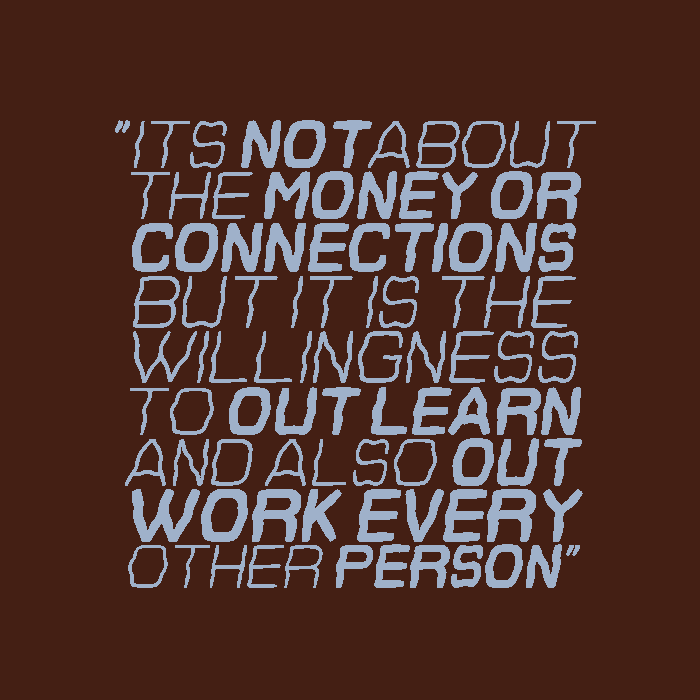 "ITS NOT ABOUT
THE MONEY OR
CONNECTIONS
BUT IT IS THE
WILLINGNESS
TO OUT LEARN
AND ALSO OUT
WORK EVERY
OTHER PERSON"